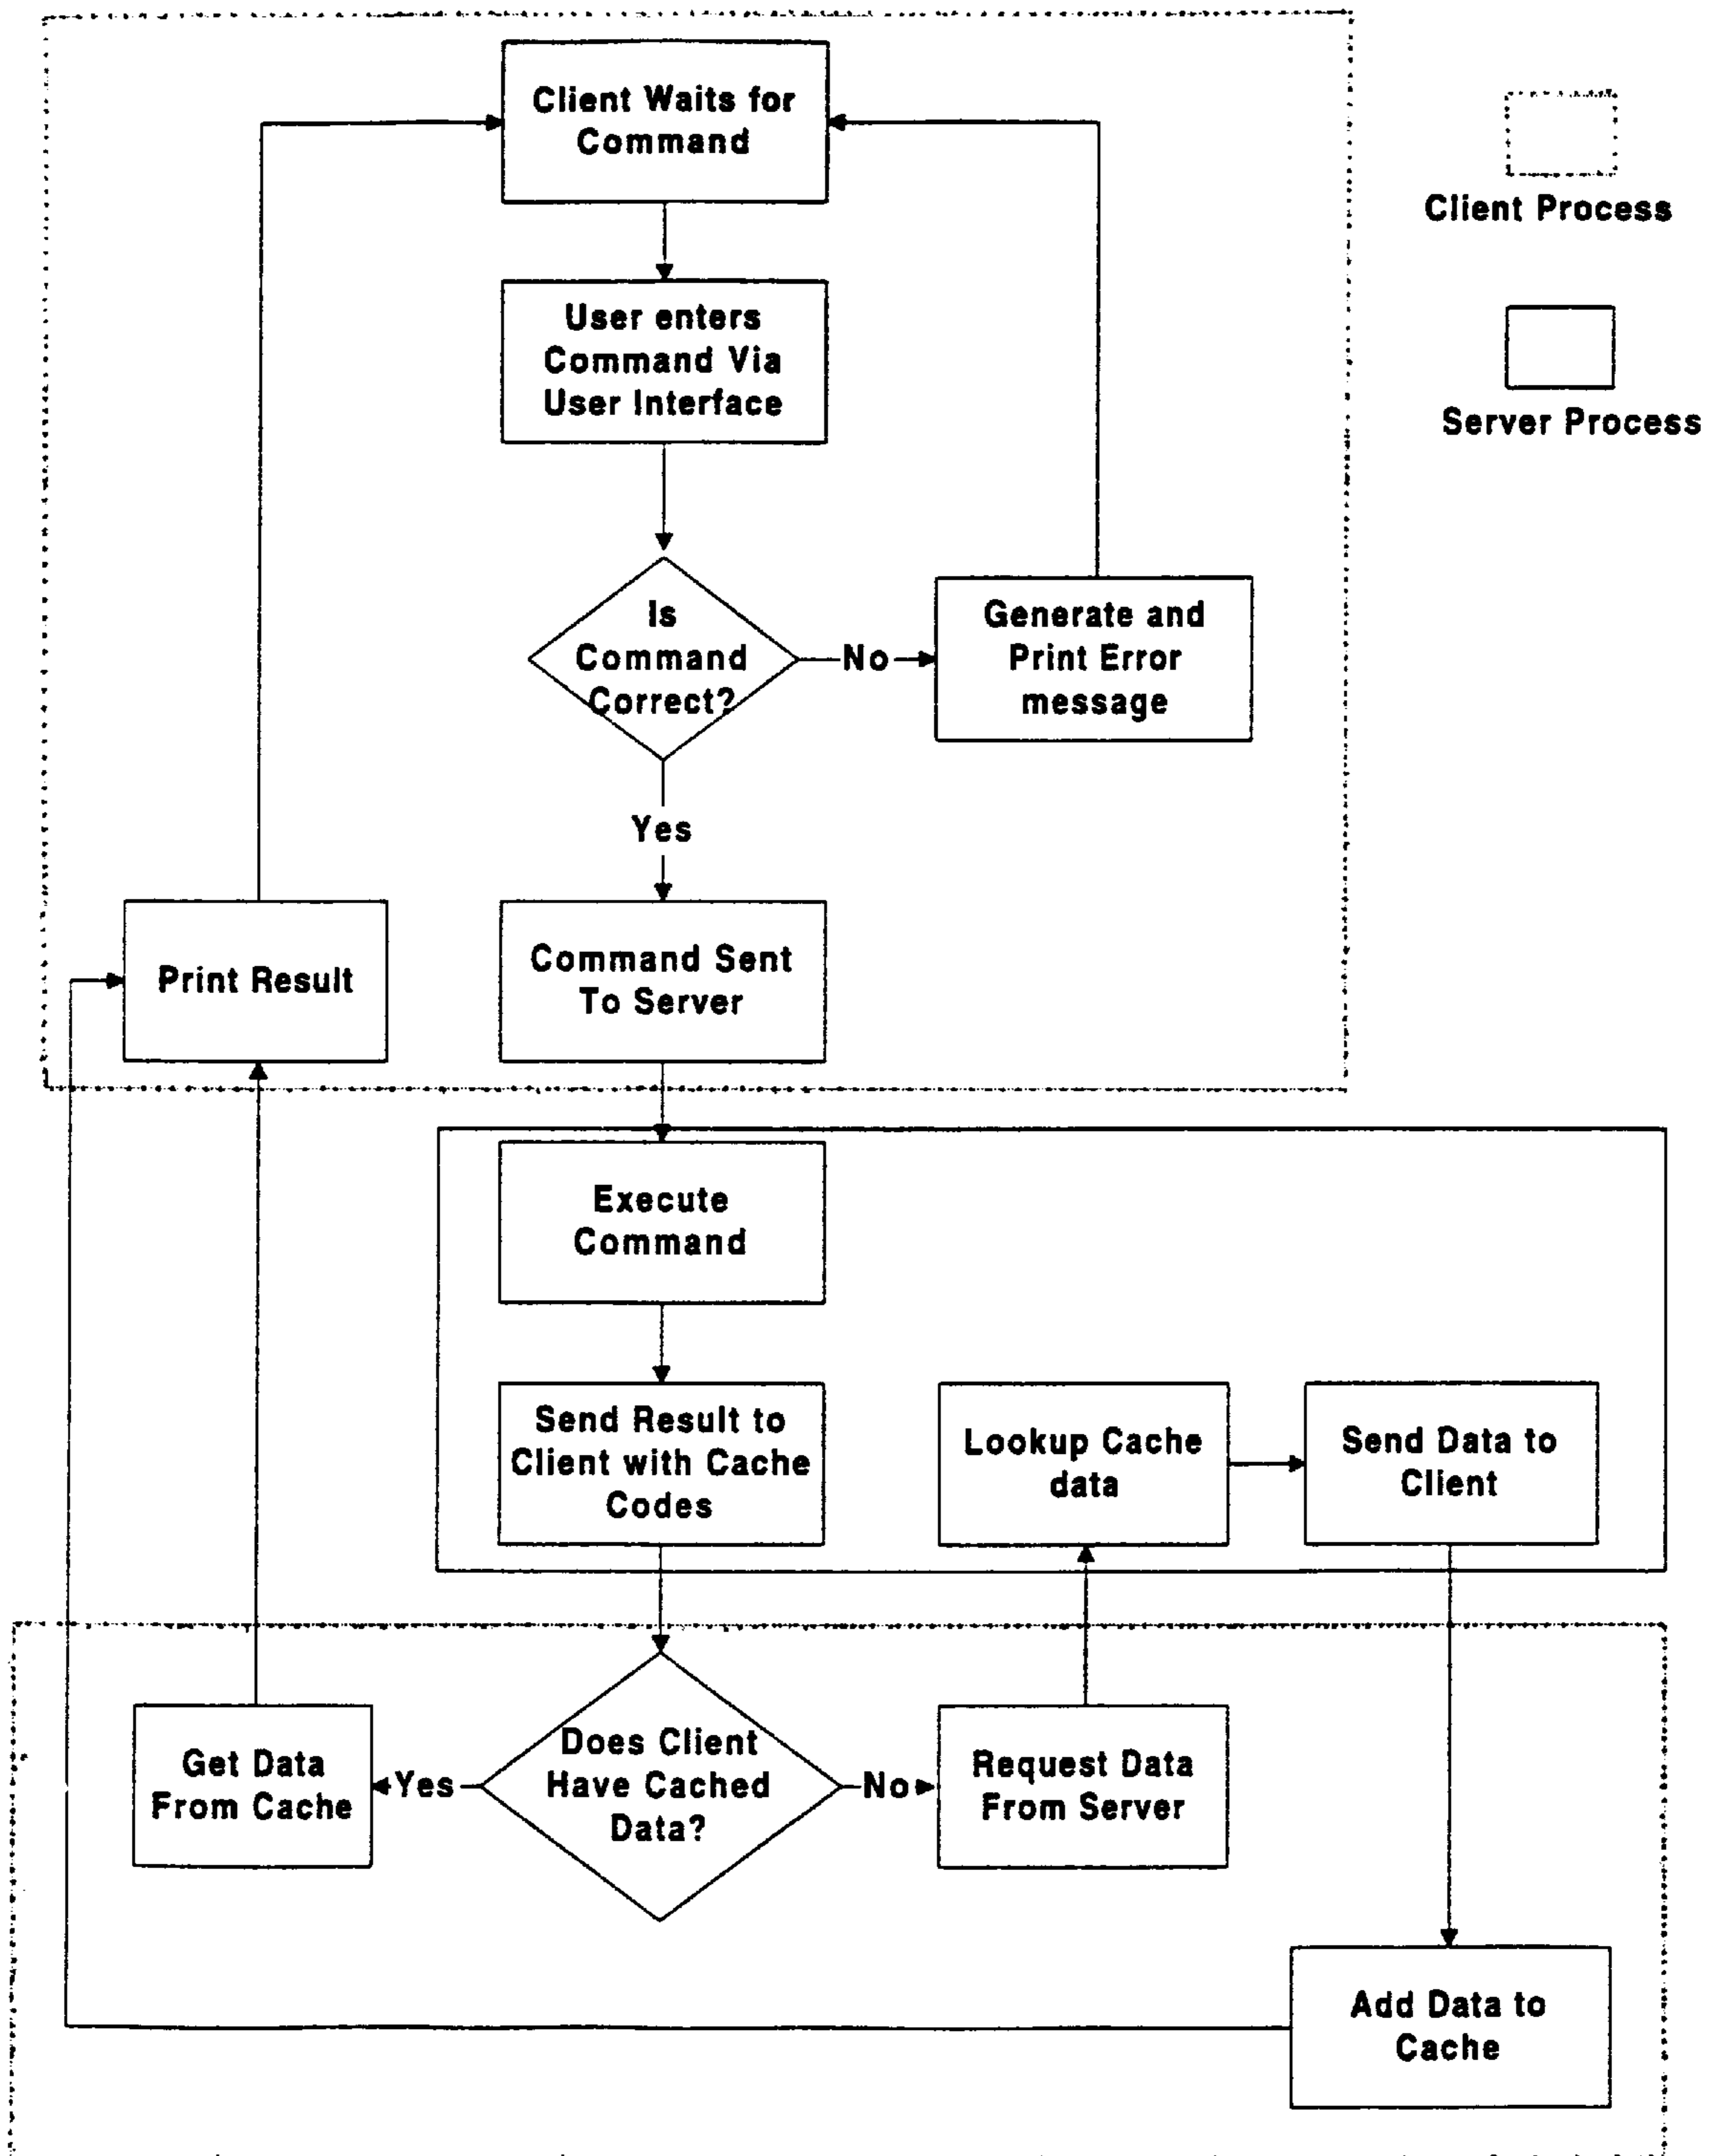 Client Waits for
Command
Client Process
User enters
Command Via
User Interface
Server Process
Is
Command
Correct?
No
Generate and
Print Error
message
Yes
Print Result
Command Sent
To Server
Execute
Command
Send Result to
Client with Cache
Codes
Lookup Cache
data
Send Data to
Client
Get Data
From Cache
Yes
Does Client
Have Cached
Data?
No
Request Data
From Server
Add Data to
Cache